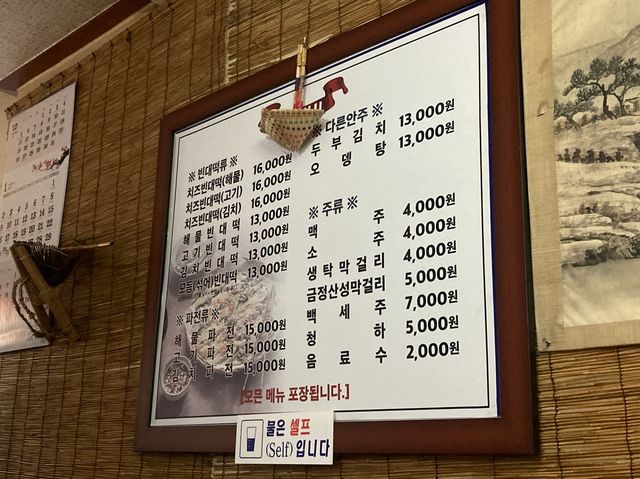 ※ 빈대떡류 ※
치즈빈대떡(해물) 16,000원
치즈빈대떡(고기) 16,000원
치즈빈대떡(김치) 16,000원
해 물 빈 대 떡 13,000원
고 기 빈 대 떡 13,000원
김 치 빈 대 떡 13,000원
모듬(섞어)빈대떡 13,000원
※ 파전류 ※
해 물 파 전 15,000원
고 기 파 전 15,000원
김 치 파 전 15,000원
※ 다른안주 ※
두 부 김 치 13,000원
오 뎅 탕 13,000원
※ 주류 ※
맥 주 4,000원
소 주 4,000원
생 탁 막 걸 리 4,000원
금정산성막걸리 5,000원
백 세 주 7,000원
청 하 5,000원
음 료 수 2,000원
[모든 메뉴 포장됩니다.]
물은 셀프
(Self) 입니다